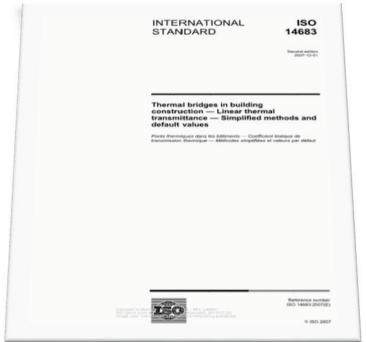 INTERNATIONAL
STANDARD
ISO
14683
Second edition
2007-12-01
Thermal bridges in building
construction — Linear thermal
transmittance — Simplified methods and
default values
Ponts thermiques dans les bâtiments — Coefficient linéique de
transmission thermique — Méthodes simplifiées et valeurs par défaut
ISO
Reference number
ISO 14683:2007(E)
© ISO 2007